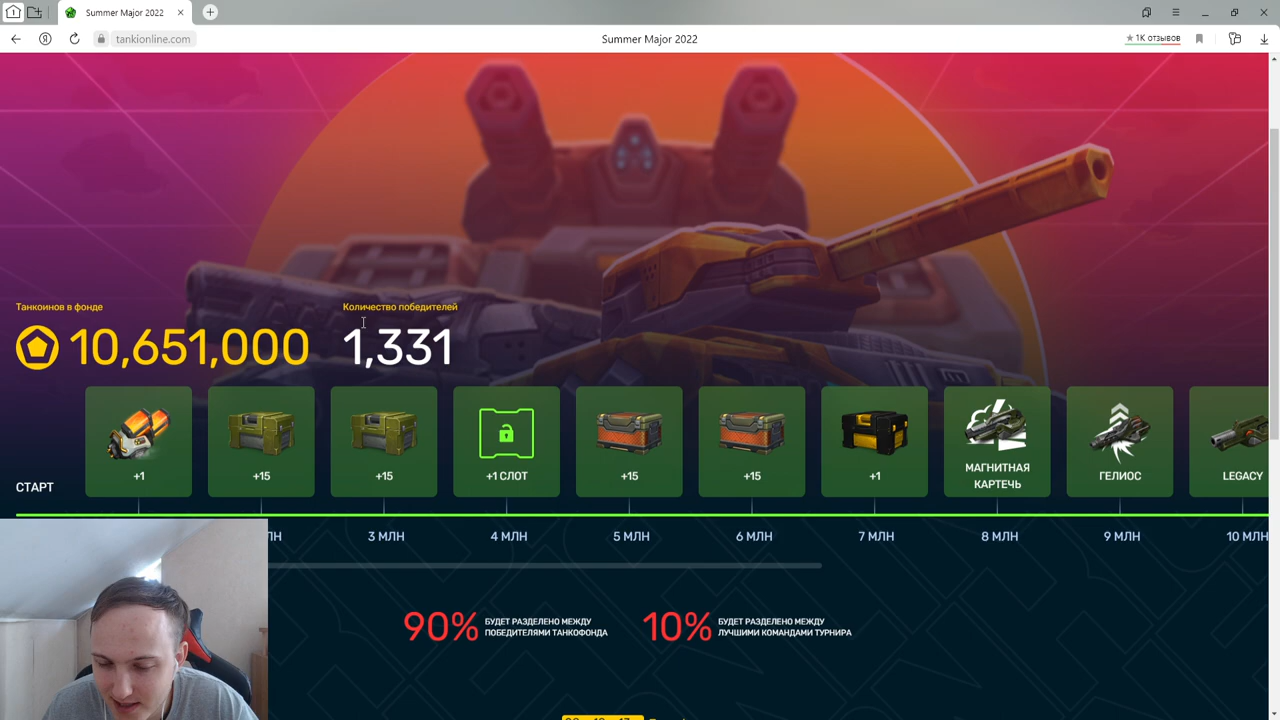 Summer Major 2022
tankionline.com
Summer Major 2022
★ 1K отзывов
Танкоинов в фонде
Количество победителей
10,651,000
1,331
+1
+15
+15
+1 СЛОТ
+15
+15
+1
МАГНИТНАЯ
КАРТЕЧЬ
ГЕЛИОС
LEGACY
СТАРТ
3 МЛН
4 МЛН
5 МЛН
6 МЛН
7 МЛН
8 МЛН
9 МЛН
10 МЛН
90%
БУДЕТ РАЗДЕЛЕНО МЕЖДУ
ПОБЕДИТЕЛЯМИ ТАНКОФОНДА
10%
БУДЕТ РАЗДЕЛЕНО МЕЖДУ
ЛУЧШИМИ КОМАНДАМИ ТУРНИРА